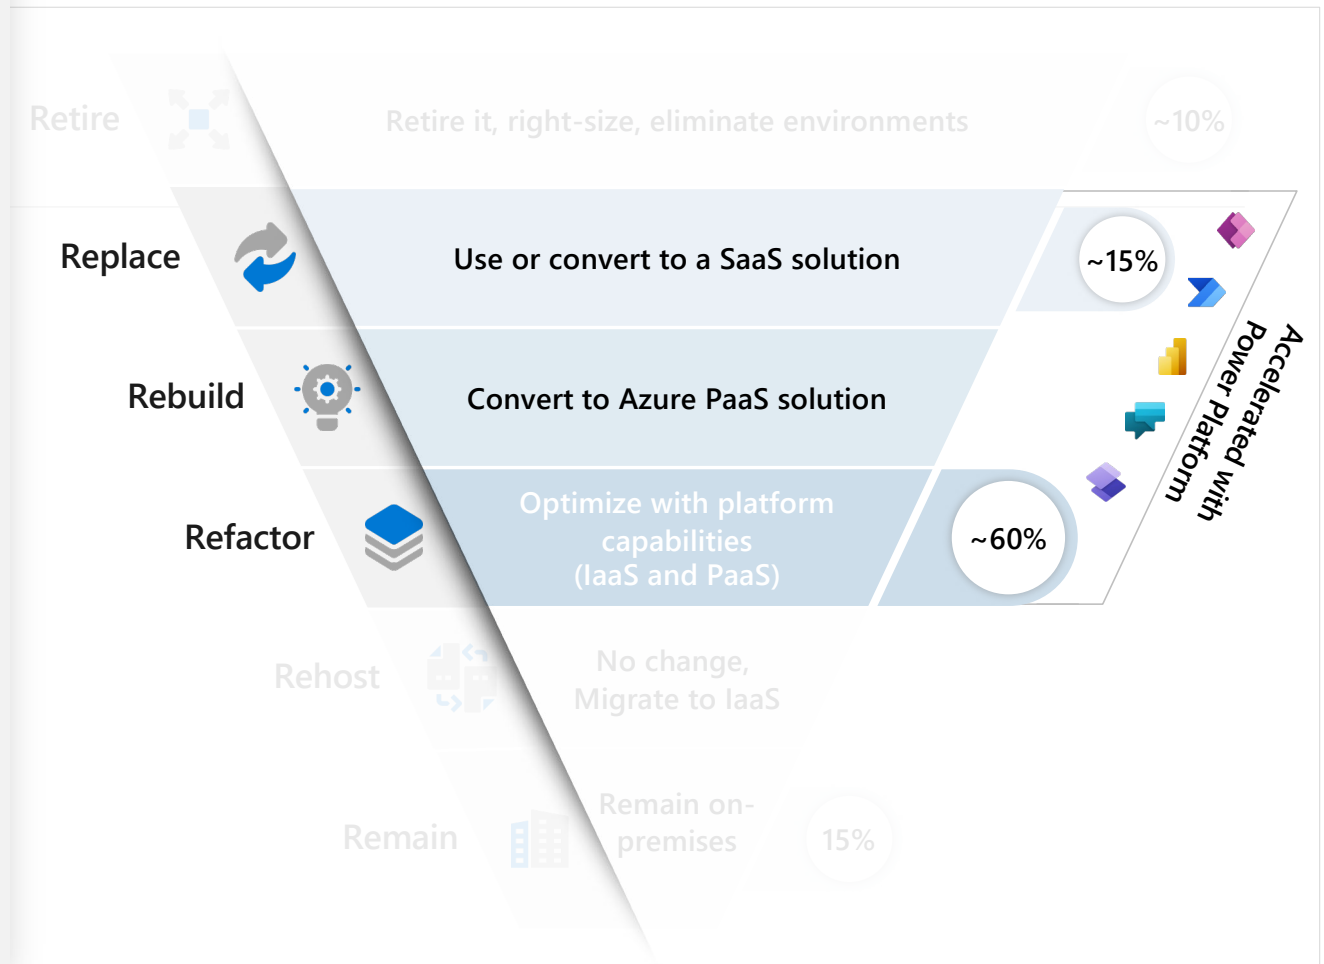 Retire
Retire it, right-size, eliminate environments
~10%
Replace
Use or convert to a SaaS solution
~15%
Rebuild
Convert to Azure PaaS solution
Accelerated with
Power Platform
Refactor
Optimize with platform
capabilities
(IaaS and PaaS)
~60%
Rehost
No change,
Migrate to IaaS
Remain
Remain on-
premises
15%